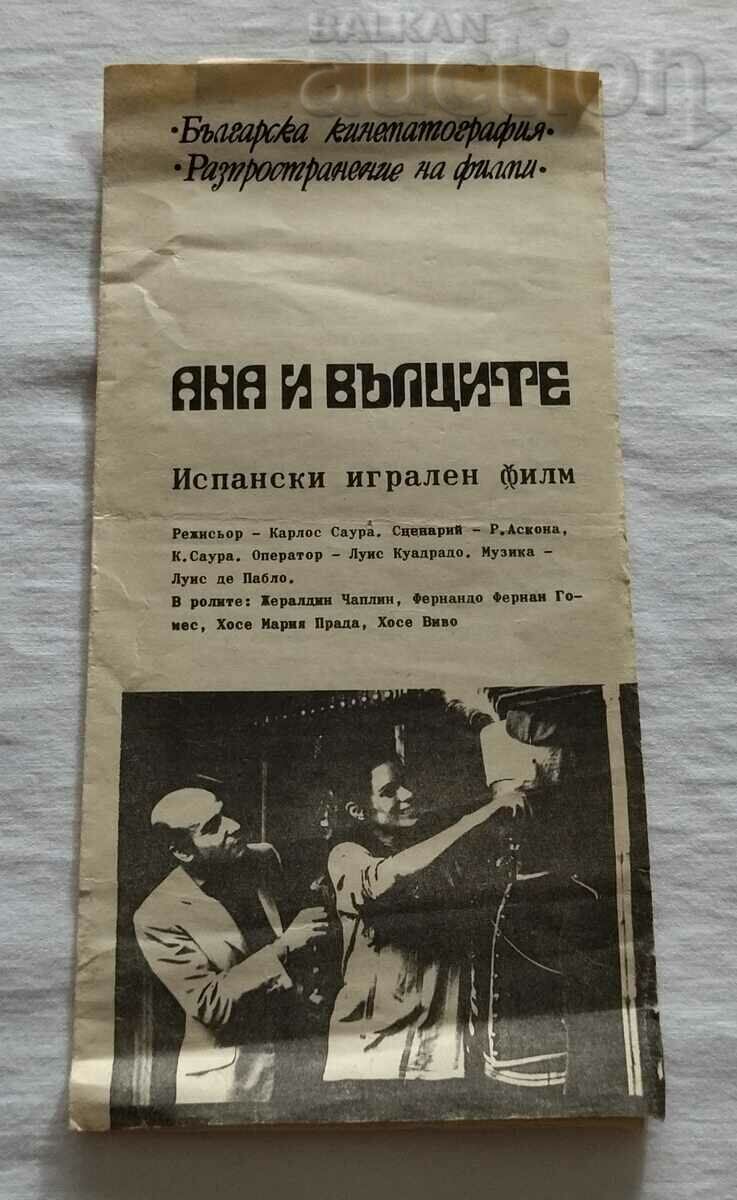 BALKAN
auction
•Българска кинематография•
•Разпространение на филми•
АНА И ВЪЛЦИТЕ
Испански игрален филм
Режисьор – Карлос Саура. Сценарий – Р.Аскона,
К.Саура. Оператор – Луис Куадрадо. Музика –
Луис де Пабло.
В ролите: Жералдин Чаплин, Фернандо Фернан Го-
мес, Хосе Мария Прада, Хосе Виво